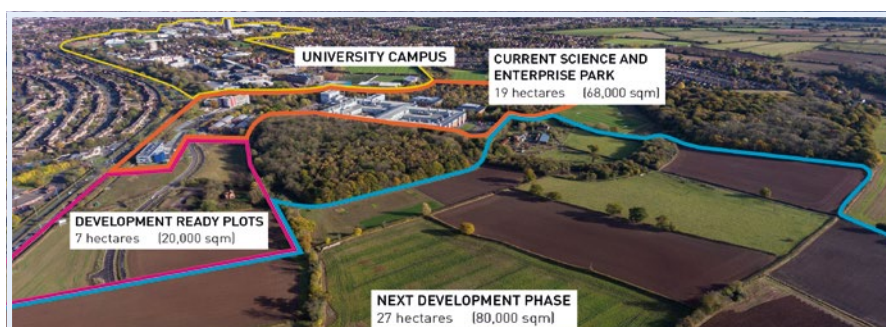 UNIVERSITY CAMPUS
CURRENT SCIENCE AND
ENTERPRISE PARK
19 hectares (68,000 sqm)
DEVELOPMENT READY PLOTS
7 hectares (20,000 sqm)
NEXT DEVELOPMENT PHASE
27 hectares (80,000 sqm)